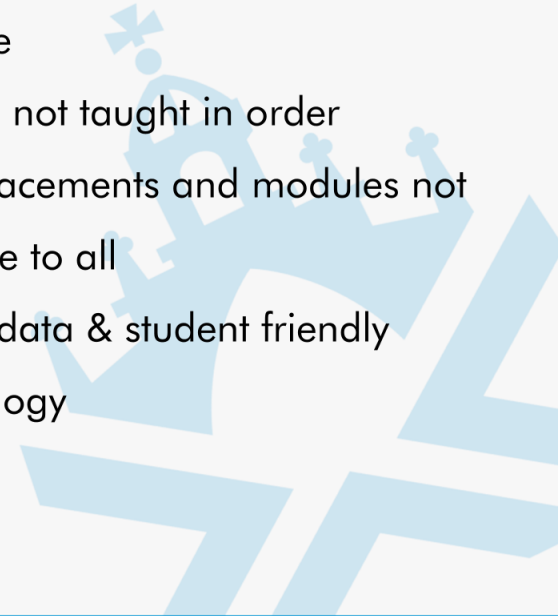 e
not taught in order
acements and modules not
e to all
data & student friendly
ogy